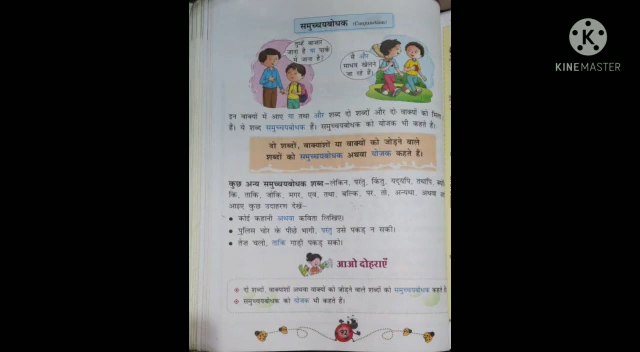 समुच्चयबोधक (Conjunction)
तुम्हें बाजार
जाना है या पार्क
में जाना है?
मैं और
माधव खेलने
जा रहे हैं।
इन वाक्यों में आए या तथा और शब्द दो शब्दों और दो वाक्यों को मिला
हैं। ये शब्द समुच्चयबोधक हैं। समुच्चयबोधक को योजक भी कहते हैं।
दो शब्दों, वाक्यांशों या वाक्यों को जोड़ने वाले
शब्दों को समुच्चयबोधक अथवा योजक कहते हैं।
कुछ अन्य समुच्चयबोधक शब्द–लेकिन, परंतु, किंतु, यद्यपि, तथापि,
कि, ताकि, जोकि, मगर, एवं, तथा, बल्कि, पर, तो, अन्यथा, अथवा
आइए कुछ उदाहरण देखें–
• कोई कहानी अथवा कविता लिखिए।
• पुलिस चोर के पीछे भागी, परंतु उसे पकड़ न सकी।
• तेज चलो, ताकि गाड़ी पकड़ सको।
आओ दोहराएँ
दो शब्दों, वाक्यांशों अथवा वाक्यों को जोड़ने वाले शब्दों को समुच्चयबोधक कहते हैं
समुच्चयबोधक को योजक भी कहते हैं।
K
KINEMASTER